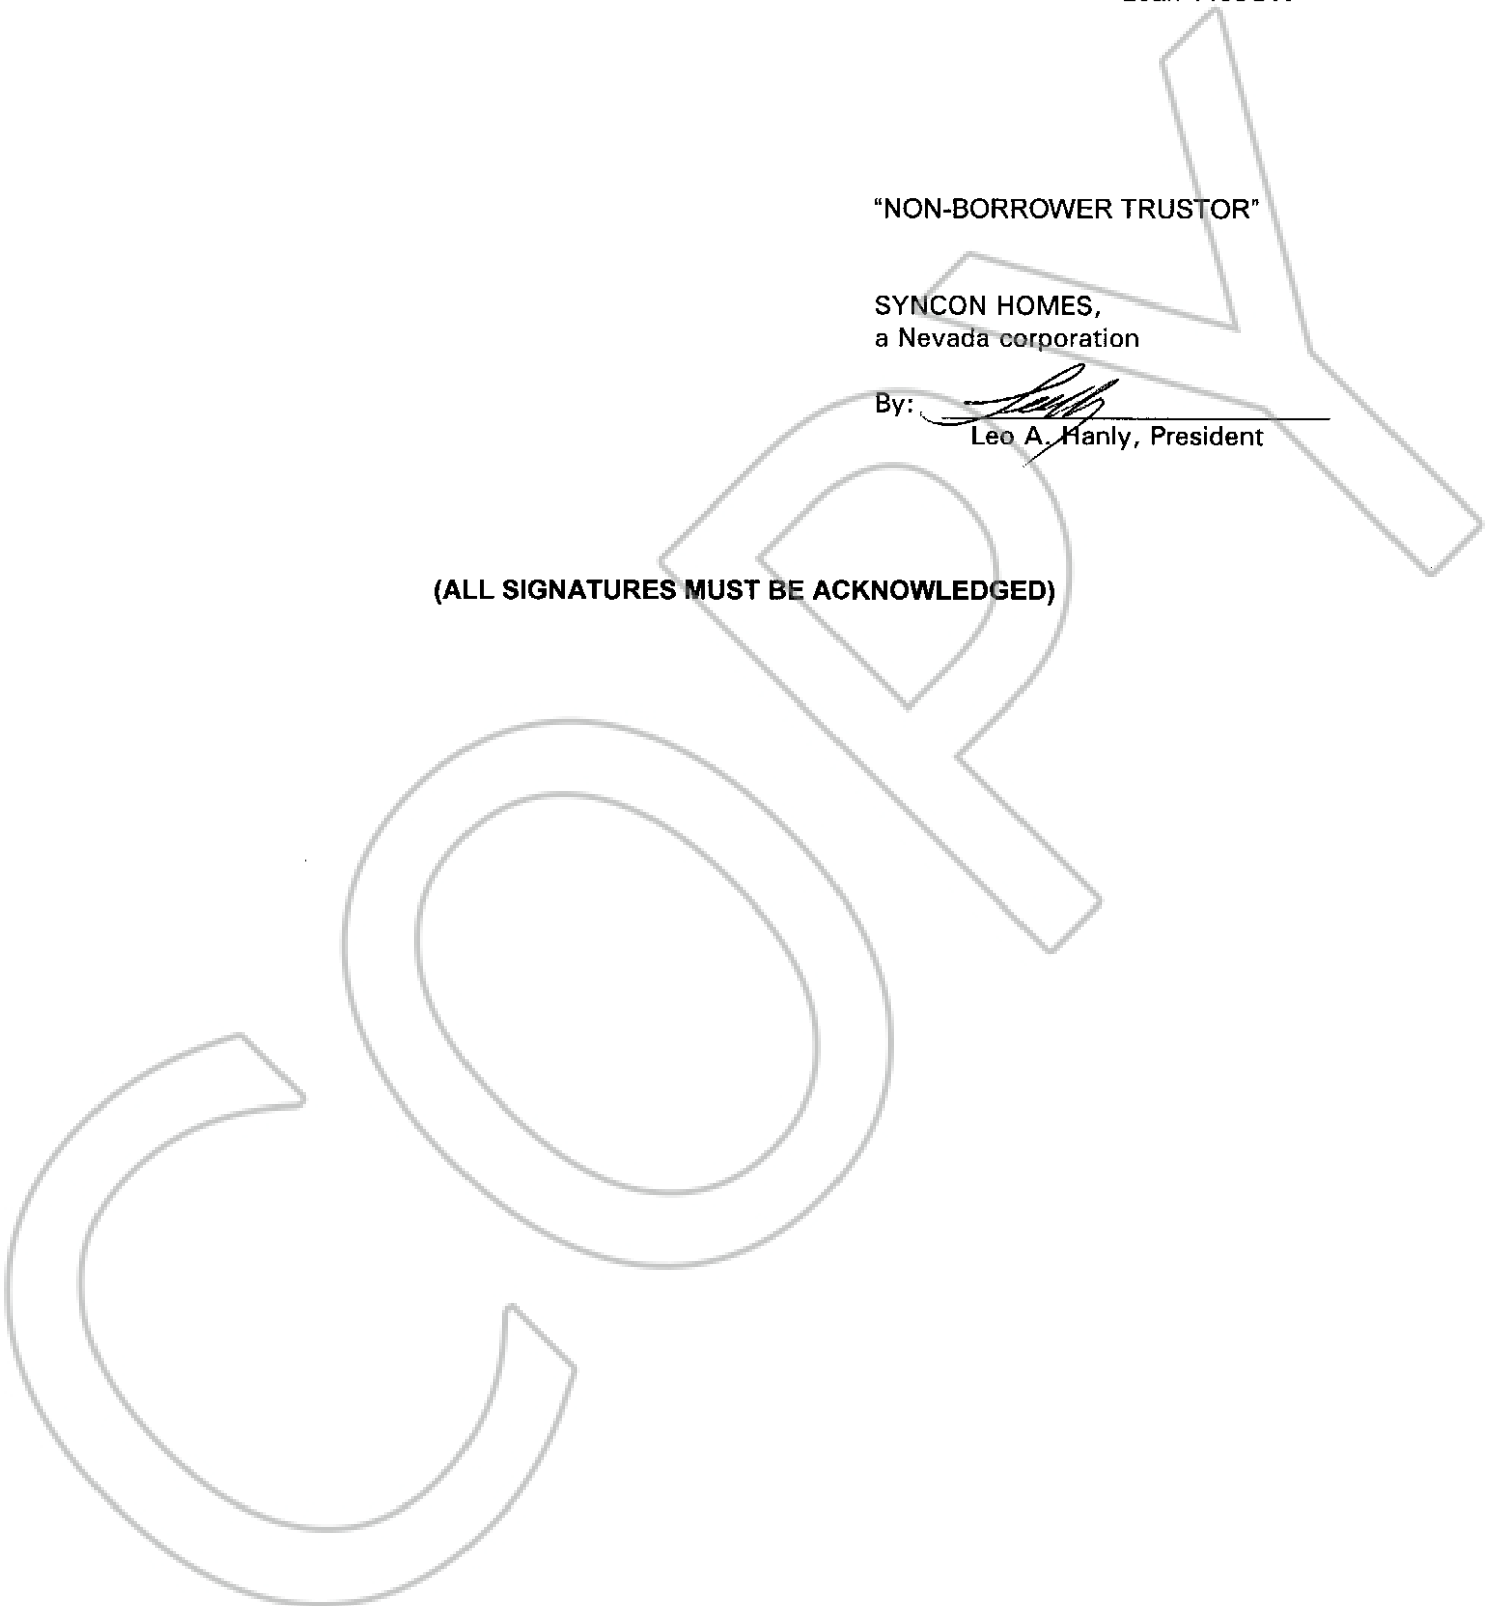 "NON-BORROWER TRUSTOR"
SYNCON HOMES,
a Nevada corporation
By:
Leo A. Hanly, President
(ALL SIGNATURES MUST BE ACKNOWLEDGED)
COPY